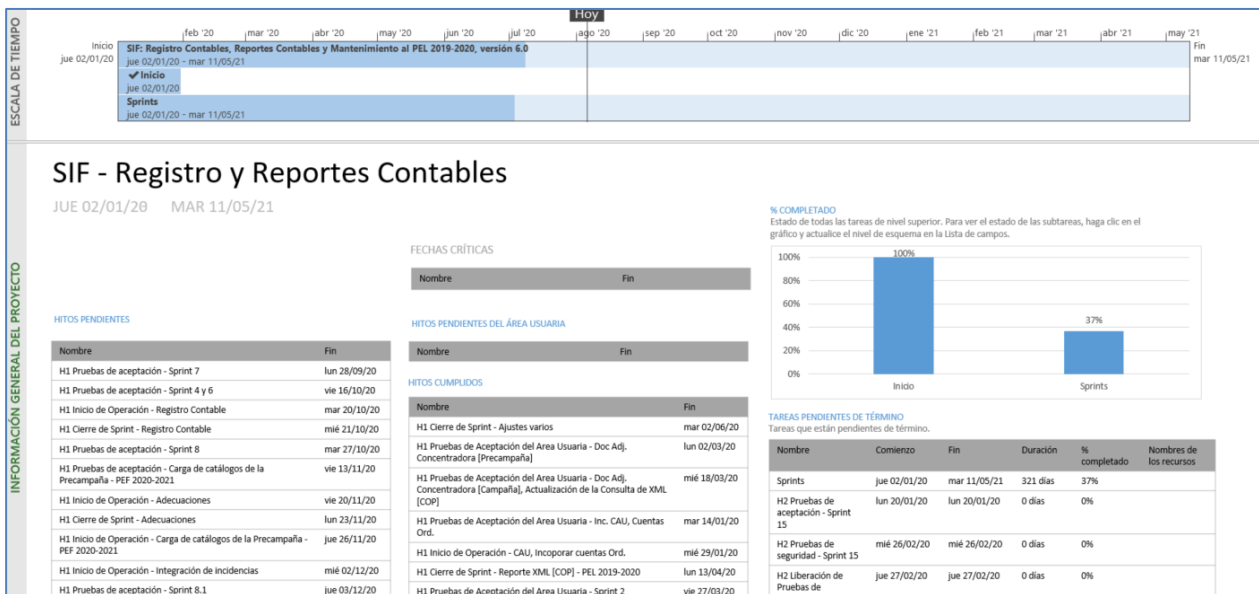 Hoy
ESCALA DE TIEMPO
feb '20 mar '20 abr '20 may '20 jun '20 jul '20 ago '20 sep '20 oct '20 nov '20 dic '20 ene '21 feb '21 mar '21 abr '21 may '21
Inicio
jue 02/01/20
SIF: Registro Contables, Reportes Contables y Mantenimiento al PEL 2019-2020, versión 6.0
jue 02/01/20 - mar 11/05/21
Inicio
jue 02/01/20
Sprints
jue 02/01/20 - mar 11/05/21
Fin
mar 11/05/21
INFORMACIÓN GENERAL DEL PROYECTO
SIF - Registro y Reportes Contables
JUE 02/01/20 MAR 11/05/21
HITOS PENDIENTES
Nombre Fin
H1 Pruebas de aceptación - Sprint 7 lun 28/09/20
H1 Pruebas de aceptación - Sprint 4 y 6 vie 16/10/20
H1 Inicio de Operación - Registro Contable mar 20/10/20
H1 Cierre de Sprint - Registro Contable mié 21/10/20
H1 Pruebas de aceptación - Sprint 8 mar 27/10/20
H1 Pruebas de aceptación - Carga de catálogos de la vie 13/11/20
Precampaña - PEF 2020-2021
H1 Inicio de Operación - Adecuaciones vie 20/11/20
H1 Cierre de Sprint - Adecuaciones lun 23/11/20
H1 Inicio de Operación - Carga de catálogos de la Precampaña - jue 26/11/20
PEF 2020-2021
H1 Inicio de Operación - Integración de incidencias mié 02/12/20
H1 Pruebas de aceptación - Sprint 8.1 jue 03/12/20
FECHAS CRÍTICAS
Nombre Fin
HITOS PENDIENTES DEL ÁREA USUARIA
Nombre Fin
HITOS CUMPLIDOS
Nombre Fin
H1 Cierre de Sprint - Ajustes varios mar 02/06/20
H1 Pruebas de Aceptación del Area Usuaria - Doc Adj. lun 02/03/20
Concentradora [Precampaña]
H1 Pruebas de Aceptación del Area Usuaria - Doc Adj. mié 18/03/20
Concentradora [Campaña], Actualización de la Consulta de XML
[COP]
H1 Pruebas de Aceptación del Area Usuaria - Inc. CAU, Cuentas mar 14/01/20
Ord.
H1 Inicio de Operación - CAU, Incoporar cuentas Ord. mié 29/01/20
H1 Cierre de Sprint - Reporte XML [COP] - PEL 2019-2020 lun 13/04/20
H1 Pruebas de Aceptación del Area Usuaria - Sprint 2 vie 27/03/20
% COMPLETADO
Estado de todas las tareas de nivel superior. Para ver el estado de las subtareas, haga clic en el
gráfico y actualice el nivel de esquema en la Lista de campos.
100%
80%
60%
40%
20%
0%
100%
37%
Inicio Sprints
TAREAS PENDIENTES DE TÉRMINO
Tareas que están pendientes de término.
Nombre Comienzo Fin Duración % completado Nombres de los recursos
Sprints jue 02/01/20 mar 11/05/21 321 días 37%
H2 Pruebas de lun 20/01/20 lun 20/01/20 0 días 0%
aceptación - Sprint
15
H2 Pruebas de mié 26/02/20 mié 26/02/20 0 días 0%
seguridad - Sprint 15
H2 Liberación de jue 27/02/20 jue 27/02/20 0 días 0%
Pruebas de